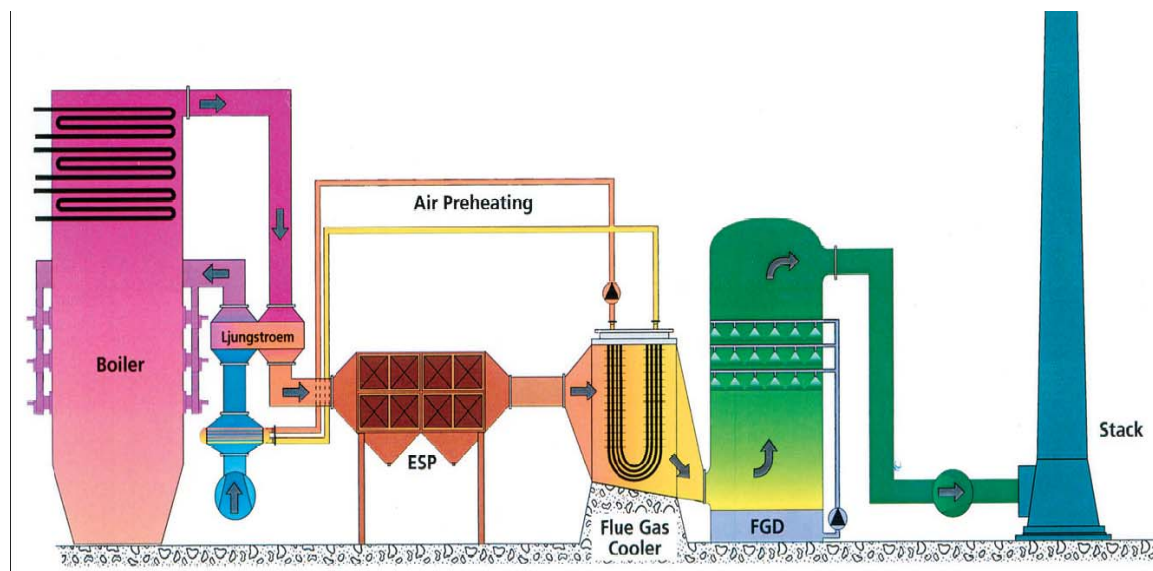 Air Preheating
Ljungstroem
Boiler
ESP
Stack
Flue Gas
Cooler
FGD